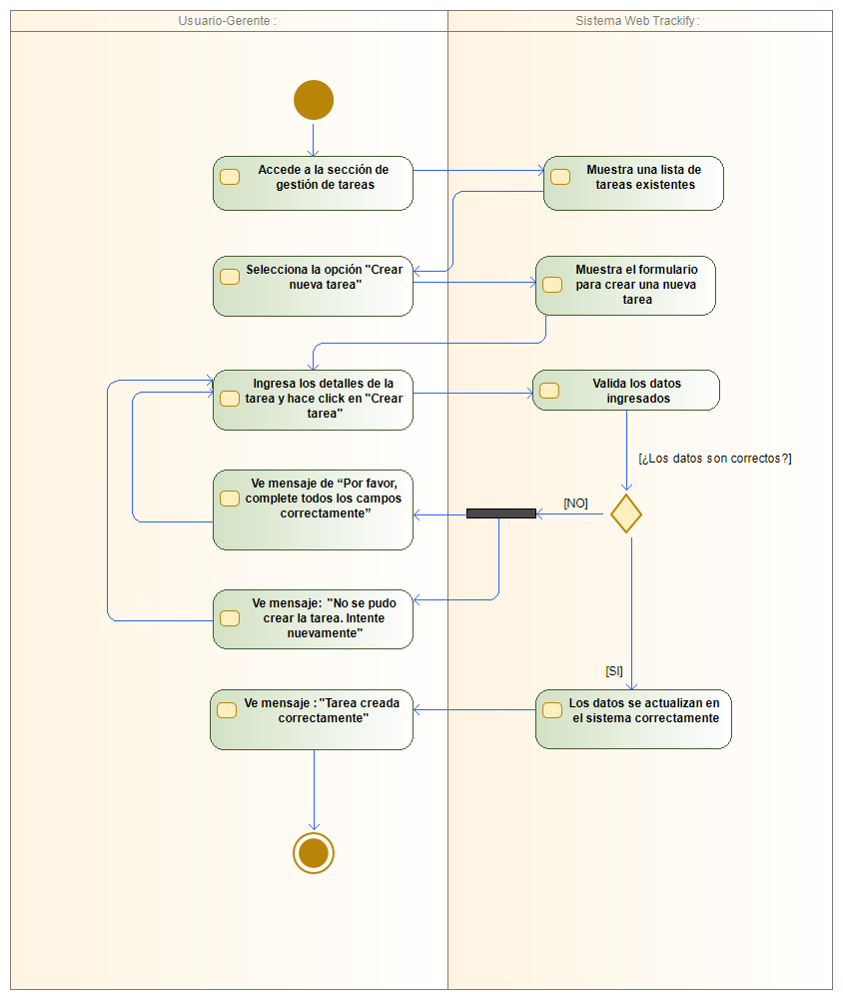 Usuario-Gerente :
Sistema Web Trackify :
Accede a la sección de
gestión de tareas
Muestra una lista de
tareas existentes
Selecciona la opción "Crear
nueva tarea"
Muestra el formulario
para crear una nueva
tarea
Ingresa los detalles de la
tarea y hace click en "Crear
tarea"
Valida los datos
ingresados
[¿Los datos son correctos?]
Ve mensaje de “Por favor,
complete todos los campos
correctamente”
[NO]
Ve mensaje: "No se pudo
crear la tarea. Intente
nuevamente"
[SI]
Ve mensaje :"Tarea creada
correctamente"
Los datos se actualizan en
el sistema correctamente